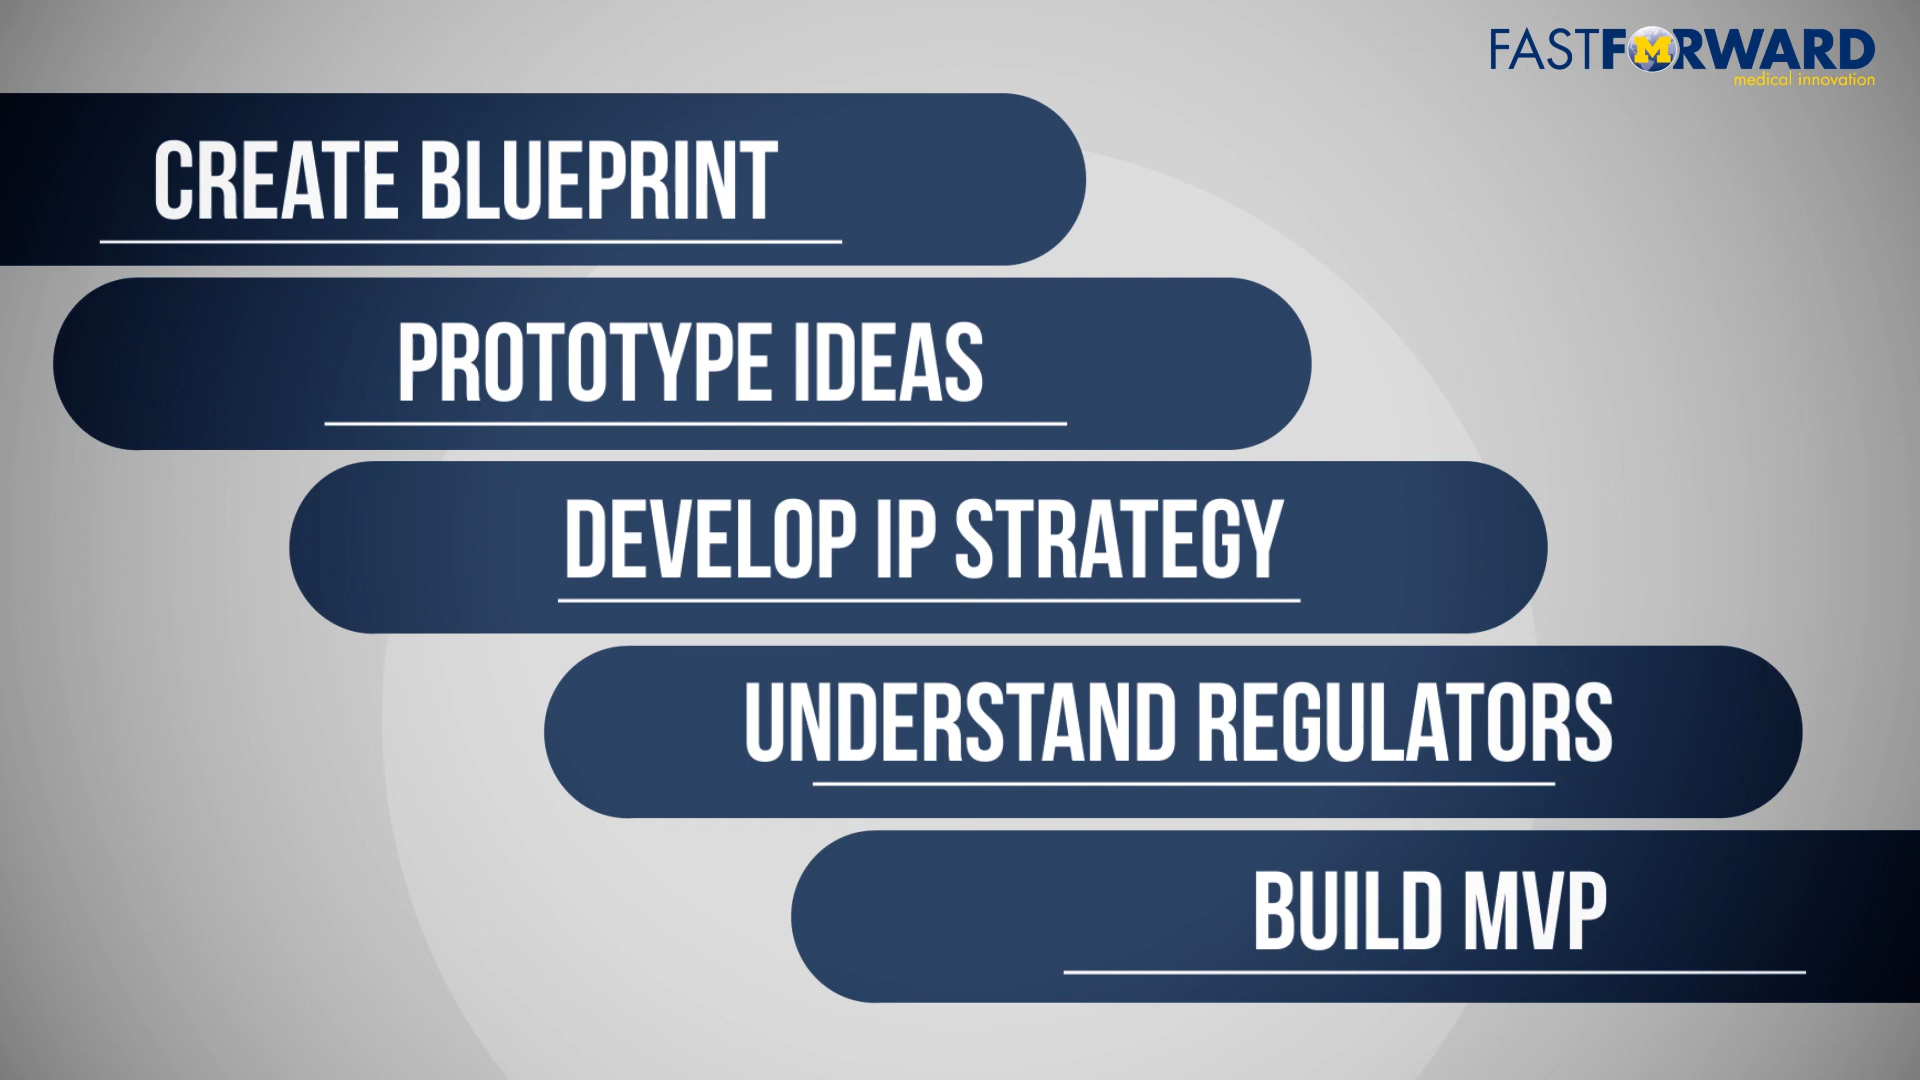 FASTFORWARD
medical innovation
CREATE BLUEPRINT
PROTOTYPE IDEAS
DEVELOP IP STRATEGY
UNDERSTAND REGULATORS
BUILD MVP